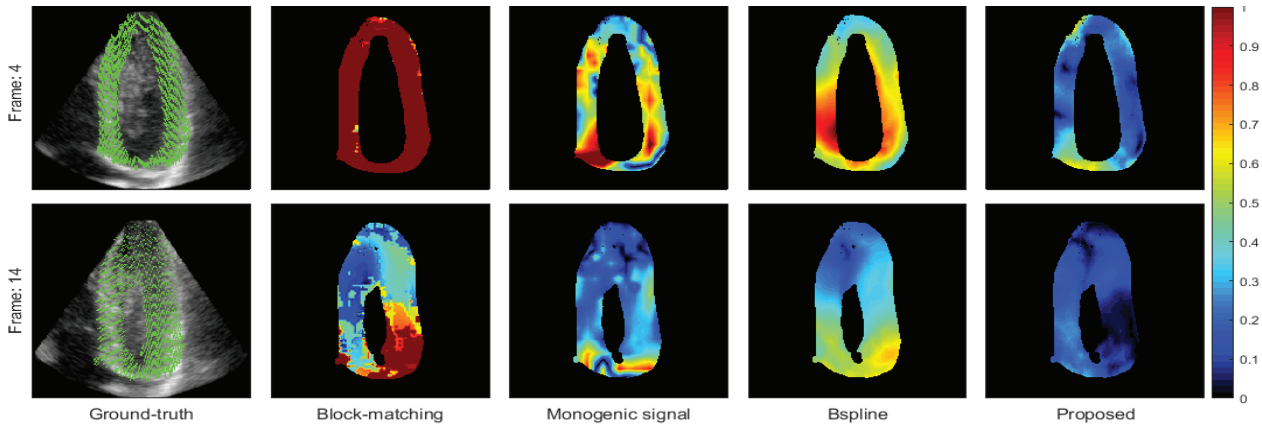 Frame: 4
Frame: 14
1
0.9
0.8
0.7
0.6
0.5
0.4
0.3
0.2
0.1
0
Ground-truth
Block-matching
Monogenic signal
Bspline
Proposed